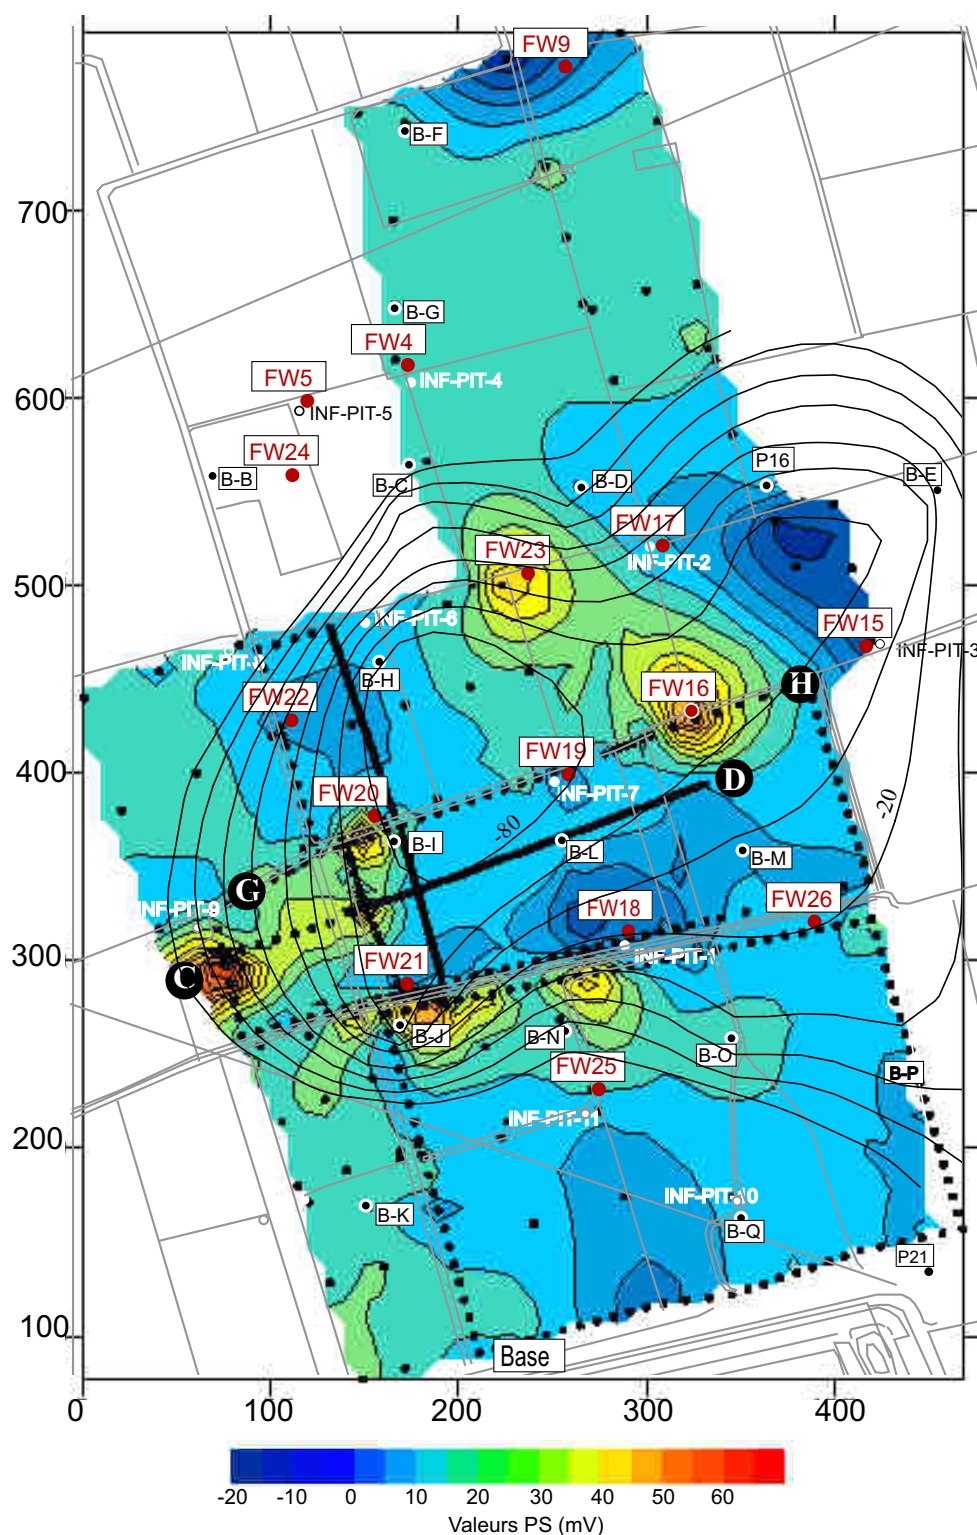 FW9
B-F
700
B-G
FW4
INF-PIT-4
FW5
600
INF-PIT-5
FW24
P16
B-B
B-C
B-D
B-E
FW17
FW23
INF-PIT-2
500
FW15
INF-PIT-6
INF-PIT-3
B-H
H
FW22
FW16
FW19
D
400
FW20
INF-PIT-7
-20
-80
B-I
B-L
B-M
G
FW26
INF-PIT-9
FW18
300
FW21
INF-PIT-1
C
B-J
B-N
B-O
FW25
B-P
INF-PIT-11
200
INF-PIT-10
B-K
B-Q
P21
100
Base
0 100 200 300 400
-20 -10 0 10 20 30 40 50 60
Valeurs PS (mV)